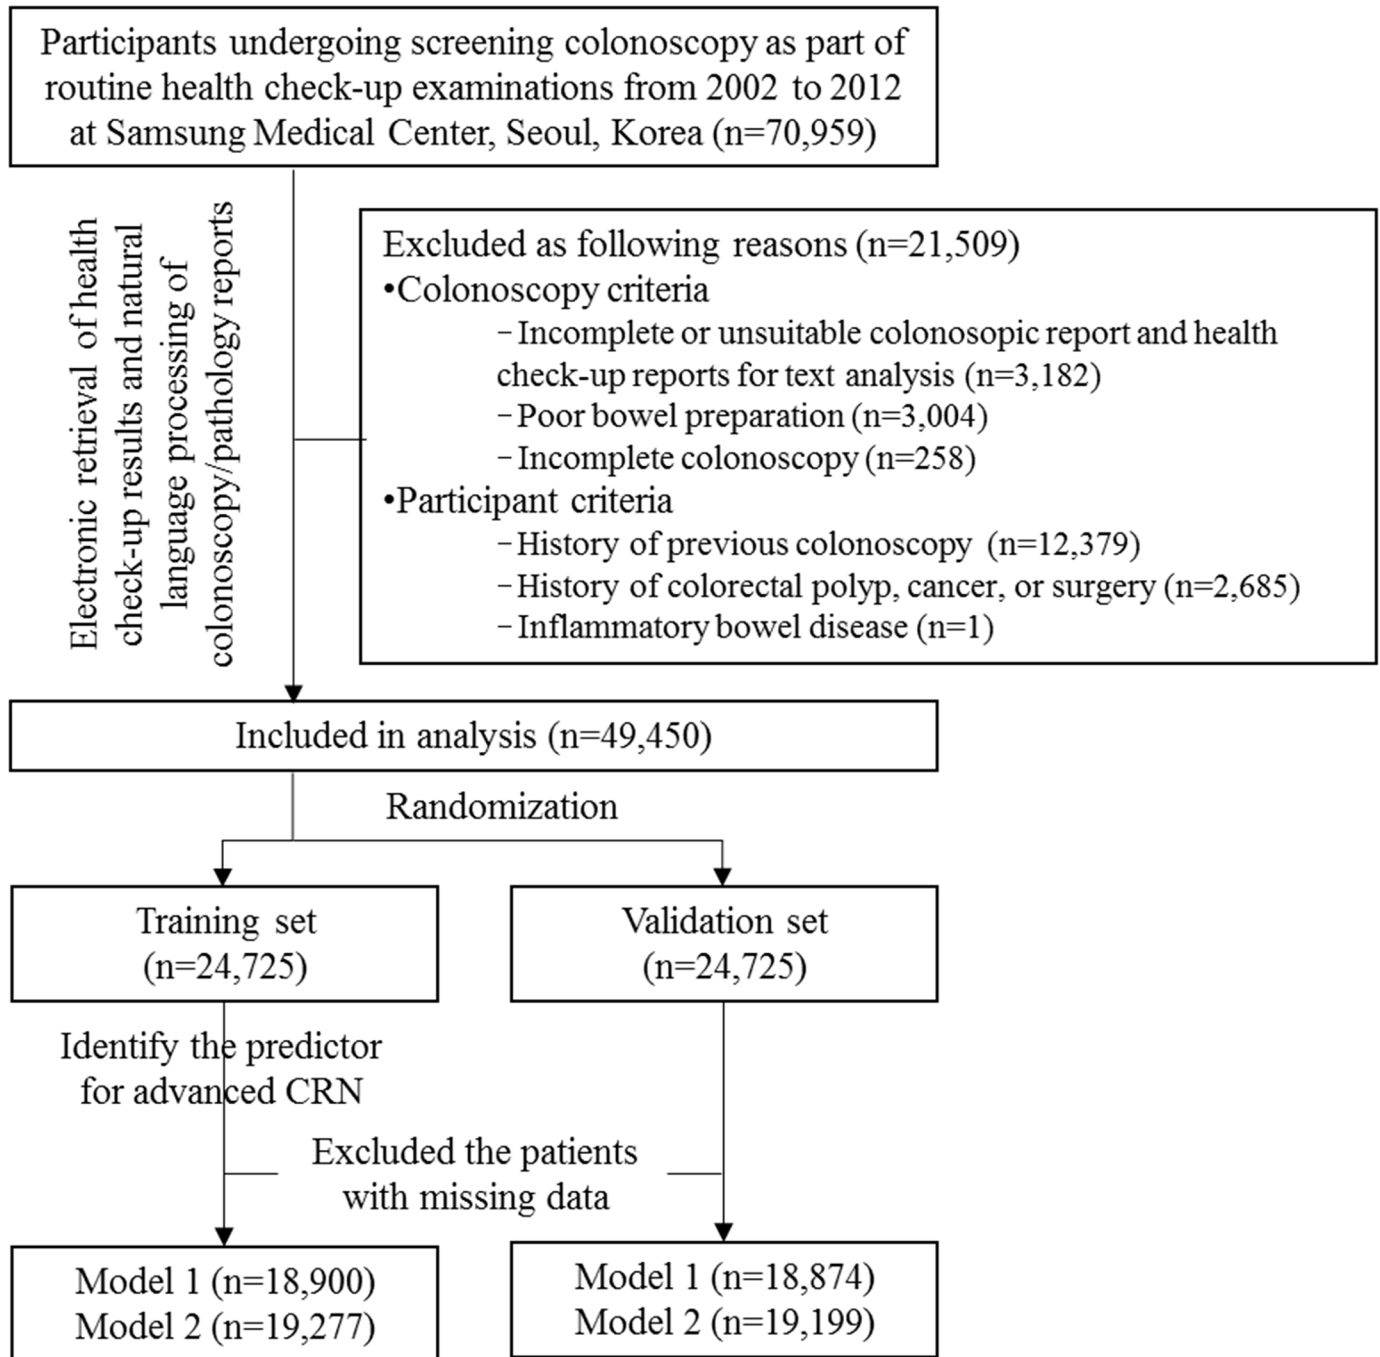 Participants undergoing screening colonoscopy as part of
routine health check-up examinations from 2002 to 2012
at Samsung Medical Center, Seoul, Korea (n=70,959)
Electronic retrieval of health
check-up results and natural
language processing of
colonoscopy/pathology reports
Excluded as following reasons (n=21,509)
•Colonoscopy criteria
−Incomplete or unsuitable colonosopic report and health
check-up reports for text analysis (n=3,182)
−Poor bowel preparation (n=3,004)
−Incomplete colonoscopy (n=258)
•Participant criteria
−History of previous colonoscopy (n=12,379)
−History of colorectal polyp, cancer, or surgery (n=2,685)
−Inflammatory bowel disease (n=1)
Included in analysis (n=49,450)
Randomization
Training set
(n=24,725)
Validation set
(n=24,725)
Identify the predictor
for advanced CRN
Excluded the patients
with missing data
Model 1 (n=18,900)
Model 2 (n=19,277)
Model 1 (n=18,874)
Model 2 (n=19,199)